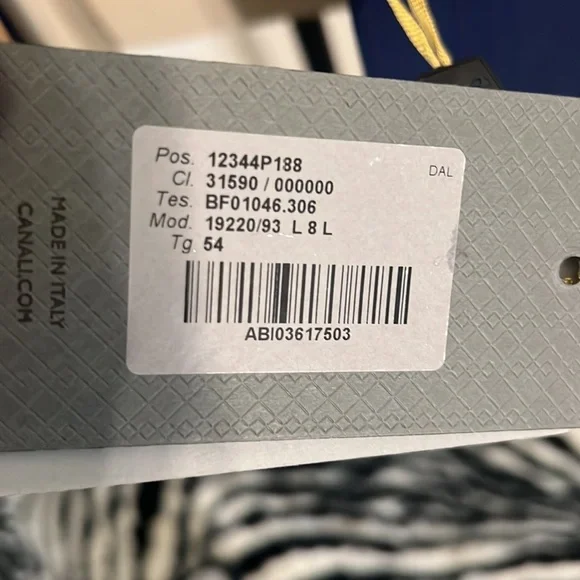 Pos. 12344P188
DAL
Cl. 31590 / 000000
Tes. BF01046.306
Mod. 19220/93 L 8 L
Tg. 54
ABI03617503
MADE IN ITALY
CANALI.COM